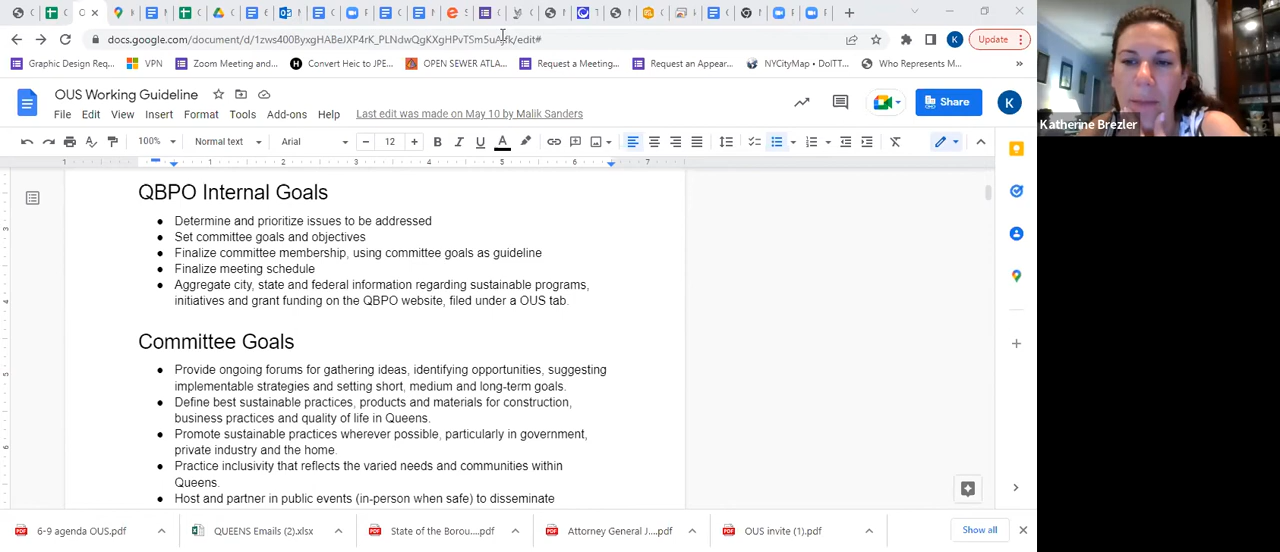 docs.google.com/document/d/1zws400ByxgHABeJXP4rK_PLNdwQgKXgHPvTSm5uAjfk/edit#
Update
Graphic Design Req...
VPN
Zoom Meeting and...
Convert Heic to JPE...
OPEN SEWER ATLA...
Request a Meeting...
Request an Appear...
NYCityMap • DoITT...
Who Represents M...
OUS Working Guideline
File Edit View Insert Format Tools Add-ons Help
Last edit was made on May 10 by Malik Sanders
Share
K
100% Normal text Arial 12 B I U A
QBPO Internal Goals
● Determine and prioritize issues to be addressed
● Set committee goals and objectives
● Finalize committee membership, using committee goals as guideline
● Finalize meeting schedule
● Aggregate city, state and federal information regarding sustainable programs,
initiatives and grant funding on the QBPO website, filed under a OUS tab.
Committee Goals
● Provide ongoing forums for gathering ideas, identifying opportunities, suggesting
implementable strategies and setting short, medium and long-term goals.
● Define best sustainable practices, products and materials for construction,
business practices and quality of life in Queens.
● Promote sustainable practices wherever possible, particularly in government,
private industry and the home.
● Practice inclusivity that reflects the varied needs and communities within
Queens.
● Host and partner in public events (in-person when safe) to disseminate
6-9 agenda OUS.pdf
QUEENS Emails (2).xlsx
State of the Borou....pdf
Attorney General J....pdf
OUS invite (1).pdf
Show all
Katherine Brezler